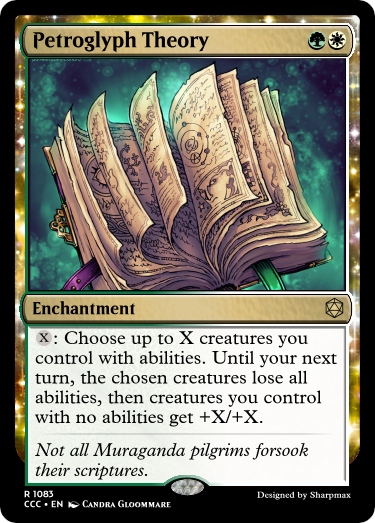 Petroglyph Theory
Enchantment
X: Choose up to X creatures you
control with abilities. Until your next
turn, the chosen creatures lose all
abilities, then creatures you control
with no abilities get +X/+X.
Not all Muraganda pilgrims forsook
their scriptures.
R 1083
CCC • EN Candra Gloommare
Designed by Sharpmax